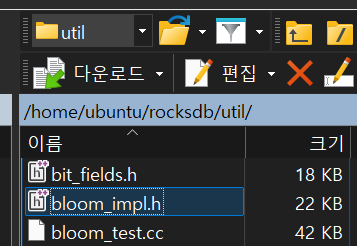 util
다운로드
편집
/home/ubuntu/rocksdb/util/
이름 크기
bit_fields.h 18 KB
bloom_impl.h 22 KB
bloom_test.cc 42 KB